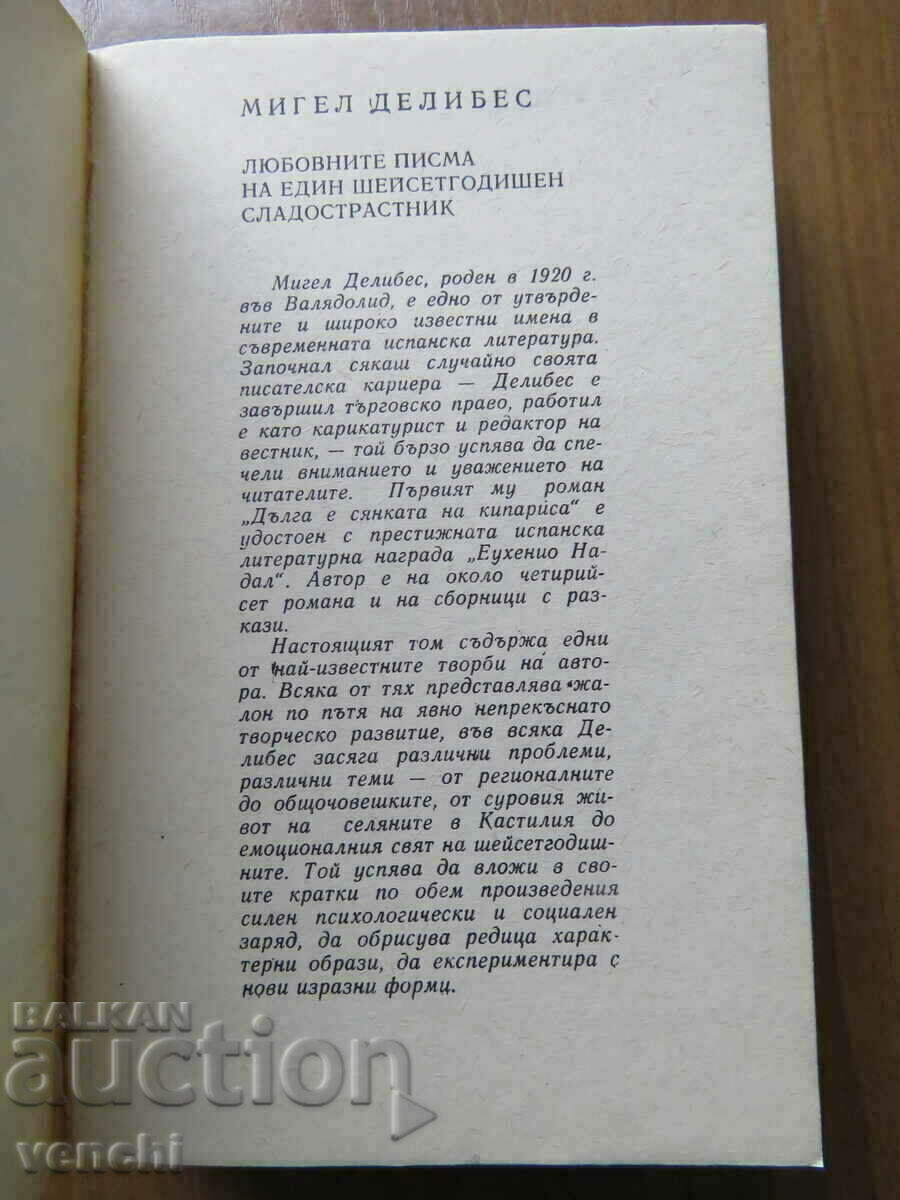 МИГЕЛ ДЕЛИБЕС
ЛЮБОВНИТЕ ПИСМА
НА ЕДИН ШЕЙСЕТГОДИШЕН
СЛАДОСТРАСТНИК
Мигел Делибес, роден в 1920 г.
във Валядолид, е едно от утвърде-
ните и широко известни имена в
съвременната испанска литература.
Започнал сякаш случайно своята
писателска кариера — Делибес е
завършил търговско право, работил
е като карикатурист и редактор на
вестник, — той бързо успява да спе-
чели вниманието и уважението на
читателите. Първият му роман
„Дълга е сянката на кипариса“ е
удостоен с престижната испанска
литературна награда „Еухенио На-
дал“. Автор е на около четирий-
сет романа и на сборници с раз-
кази.
Настоящият том съдържа едни
от най-известните творби на авто-
ра. Всяка от тях представлява жа-
лон по пътя на явно непрекъснато
творческо развитие, във всяка Де-
либес засяга различни проблеми,
различни теми — от регионалните
до общочовешките, от суровия жи-
вот на селяните в Кастилия до
емоционалния свят на шейсетгодиш-
ните. Той успява да вложи в сво-
ите кратки по обем произведения
силен психологически и социален
заряд, да обрисува редица харак-
терни образи, да експериментира с
нови изразни форми.
BALKAN
auction
venchi